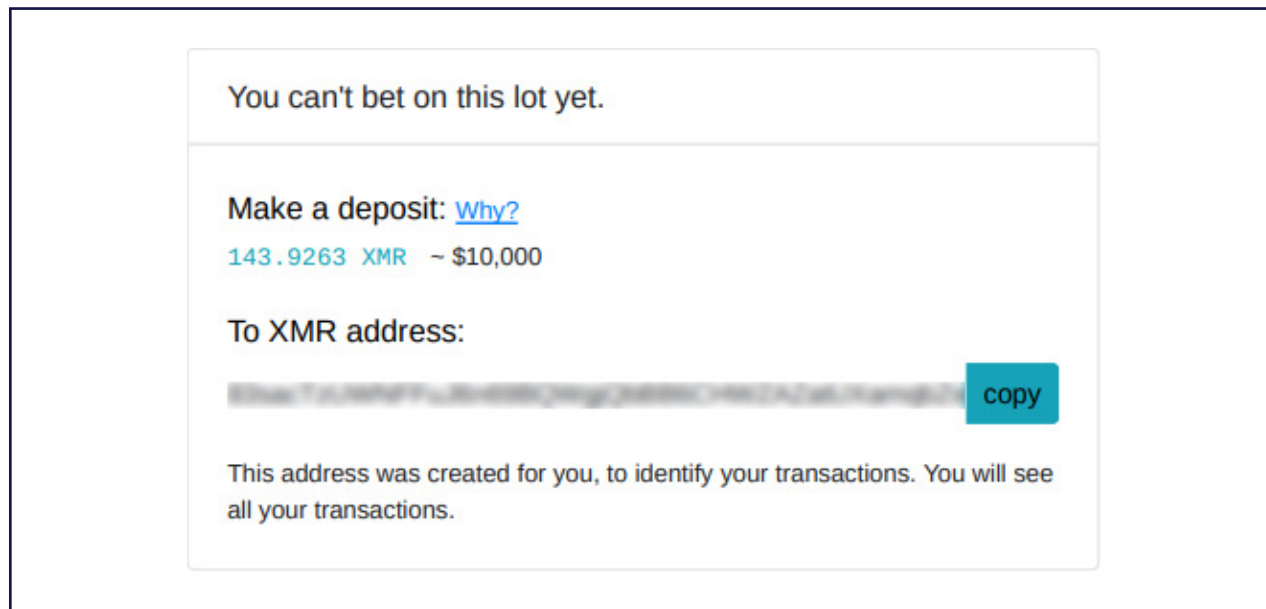 You can't bet on this lot yet.
Make a deposit: Why?
143.9263 XMR ~ $10,000
To XMR address:
copy
This address was created for you, to identify your transactions. You will see
all your transactions.